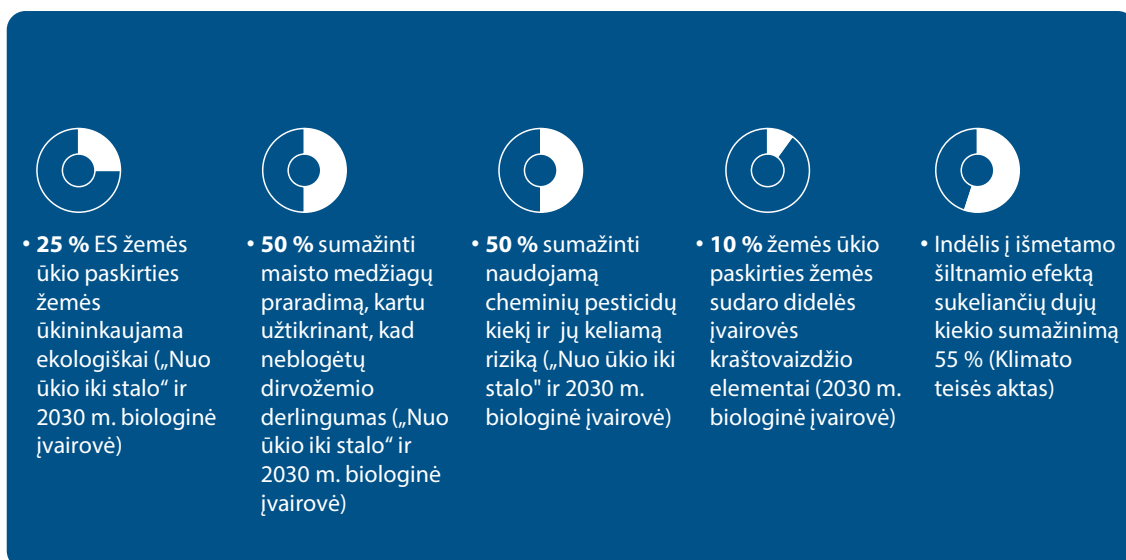 • 25 % ES žemės
ūkio paskirties
žemės
ūkininkaujama
ekologiškai („Nuo
ūkio iki stalo“ ir
2030 m. biologinė
įvairovė)
• 50 % sumažinti
maisto medžiagų
praradimą, kartu
užtikrinant, kad
neblogėtų
dirvožemio
derlingumas („Nuo
ūkio iki stalo“ ir
2030 m. biologinė
įvairovė)
• 50 % sumažinti
naudojamą
cheminių pesticidų
kiekį ir jų keliamą
riziką („Nuo ūkio iki
stalo" ir 2030 m.
biologinė įvairovė)
• 10 % žemės ūkio
paskirties žemės
sudaro didelės
įvairovės
kraštovaizdžio
elementai (2030 m.
biologinė įvairovė)
• Indėlis į išmetamo
šiltnamio efektą
sukeliančių dujų
kiekio sumažinimą
55 % (Klimato
teisės aktas)